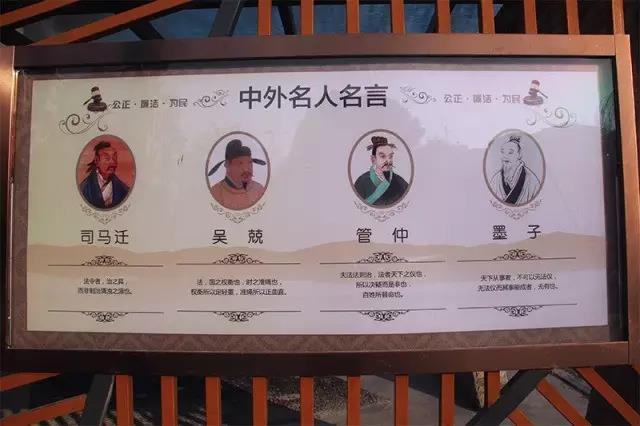 公正·廉洁·为民
中外名人名言
公正·廉洁·为民
司马迁
吴兢
管仲
墨子
法令者，治之具，
而非制治清浊之源也。
法，国之权衡也，时之准绳也，
权衡所以定轻重，准绳所以正曲直。
夫法法则治，法者天下之仪也，
所以决疑而是非也，
百姓所县命也。
天下从事者，不可以无法仪，
无法仪而其事能成者，无有也。